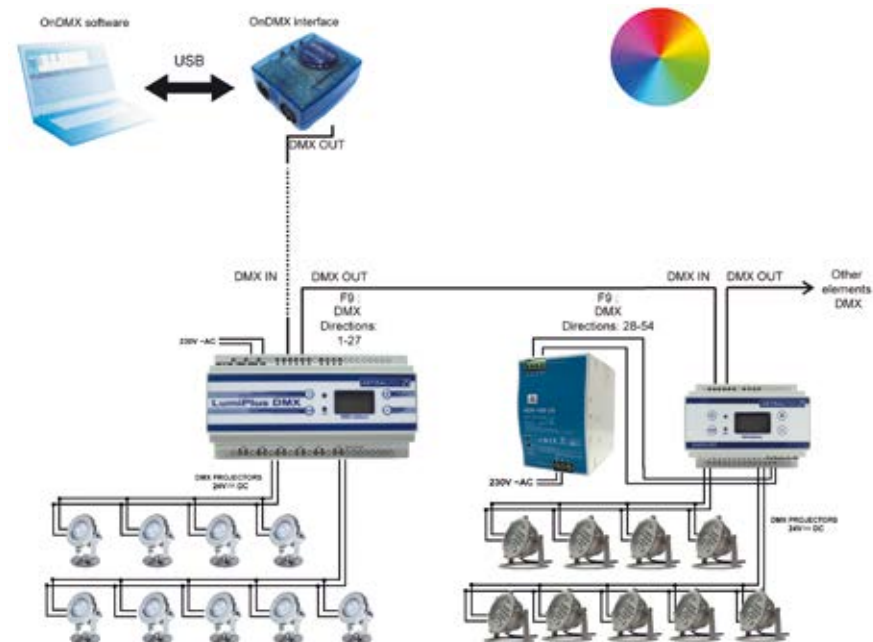 OnDMX software
OnDMX interface
USB
DMX OUT
DMX IN
DMX OUT
DMX IN
DMX OUT
Other
elements
DMX
F9 :
DMX
Directions:
1-27
F9 :
DMX
Directions: 28-54
230V ~AC
LumiPlus DMX
230V ~AC
DMX PROJECTORS
24V⎓ DC
DMX PROJECTORS
24V⎓ DC